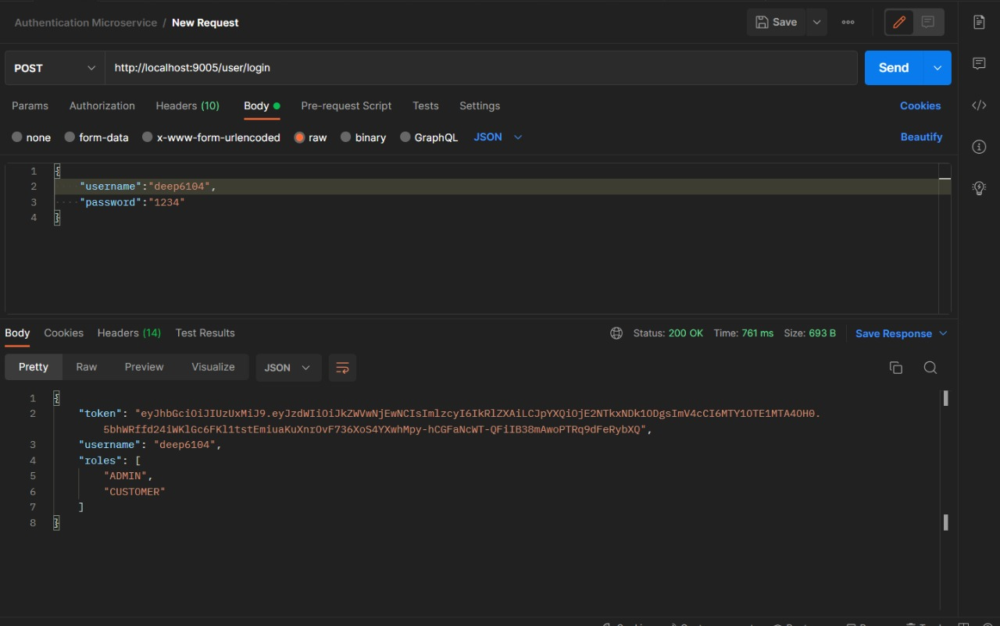 Authentication Microservice / New Request
Save
POST
http://localhost:9005/user/login
Send
Params Authorization Headers (10) Body Pre-request Script Tests Settings Cookies
none form-data x-www-form-urlencoded raw binary GraphQL JSON Beautify
1 {
2 "username":"deep6104",
3 "password":"1234"
4 }
Body Cookies Headers (14) Test Results Status: 200 OK Time: 761 ms Size: 693 B Save Response
Pretty Raw Preview Visualize JSON
1 {
2 "token": "eyJhbGciOiJIUzUxMiJ9.eyJzdWIiOiJkZWVwNjEwNCIsImlzcyI6IkRlZXAiLCJpYXQiOjE2NTkxNDk1ODgsImV4cCI6MTY1OTE1MTA4OH0.
5bhWRffd24iWKlGc6FKl1tstEmiuaKuXnrOvF736XoS4YXwhMpy-hCGFaNcWT-QFiIB38mAwoPTRq9dFeRybXQ",
3 "username": "deep6104",
4 "roles": [
5 "ADMIN",
6 "CUSTOMER"
7 ]
8 }